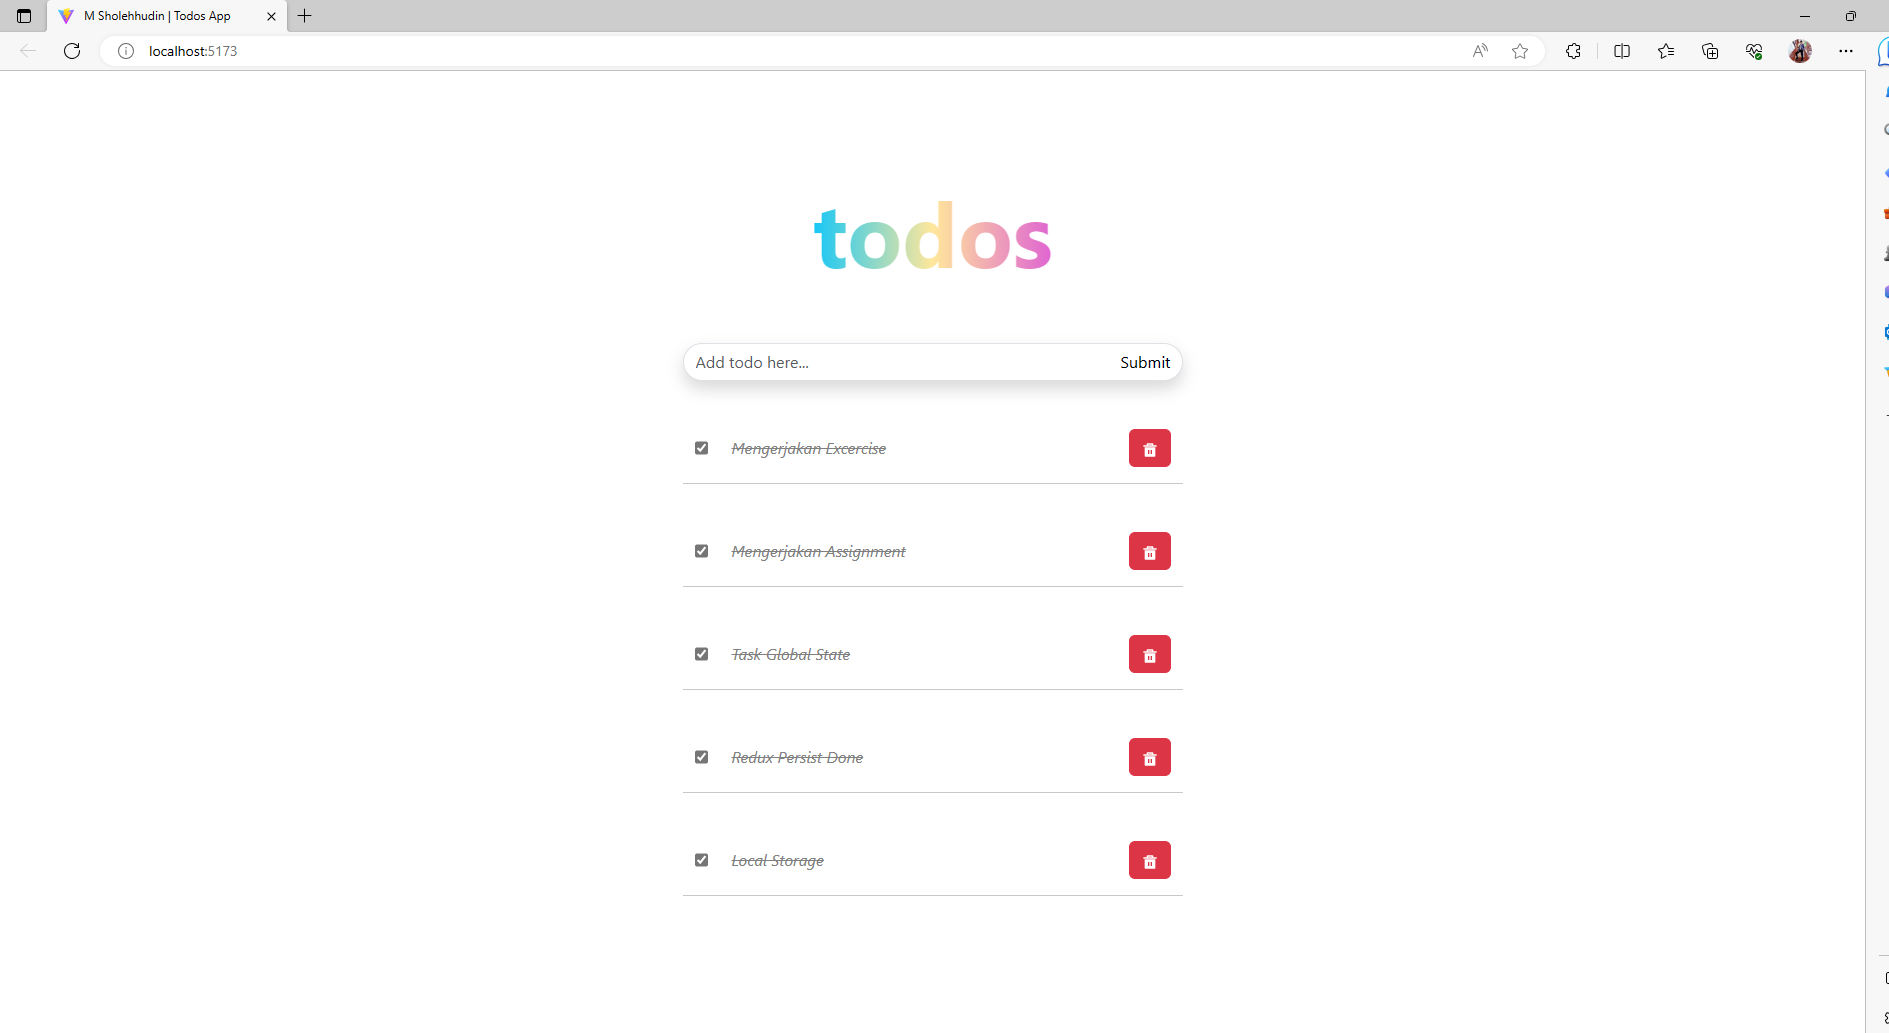 M Sholehhudin | Todos App
localhost:5173
todos
Add todo here...
Submit
Mengerjakan Excercise
Mengerjakan Assignment
Task Global State
Redux Persist Done
Local Storage